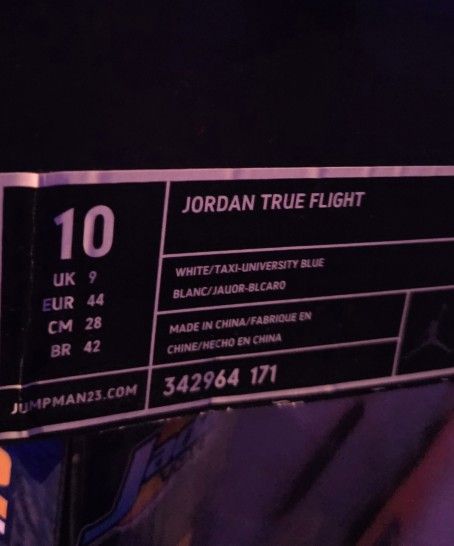 JORDAN TRUE FLIGHT
10
UK 9
EUR 44
CM 28
BR 42
WHITE/TAXI-UNIVERSITY BLUE
BLANC/JAUOR-BLCARO
MADE IN CHINA/FABRIQUE EN
CHINE/HECHO EN CHINA
JUMPMAN23.COM
342964 171